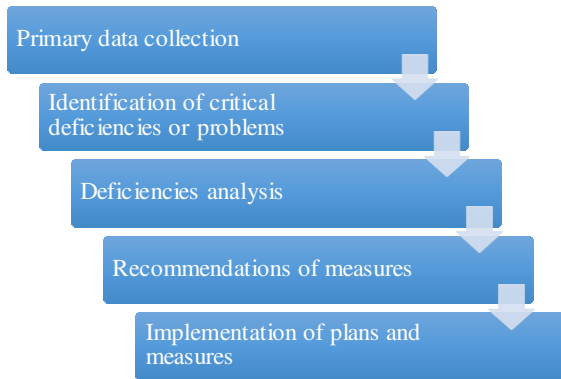 Primary data collection
Identification of critical
deficiencies or problems
Deficiencies analysis
Recommendations of measures
Implementation of plans and
measures